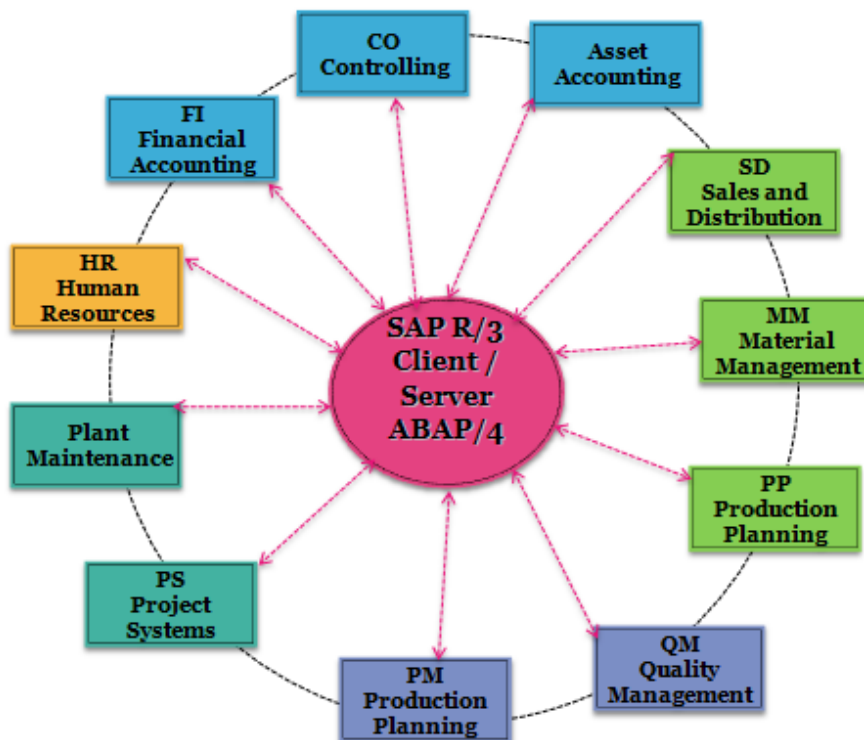 CO
Controlling
Asset
Accounting
FI
Financial
Accounting
SD
Sales and
Distribution
HR
Human
Resources
SAP R/3
Client /
Server
ABAP/4
MM
Material
Management
Plant
Maintenance
PP
Production
Planning
PS
Project
Systems
QM
Quality
Management
PM
Production
Planning